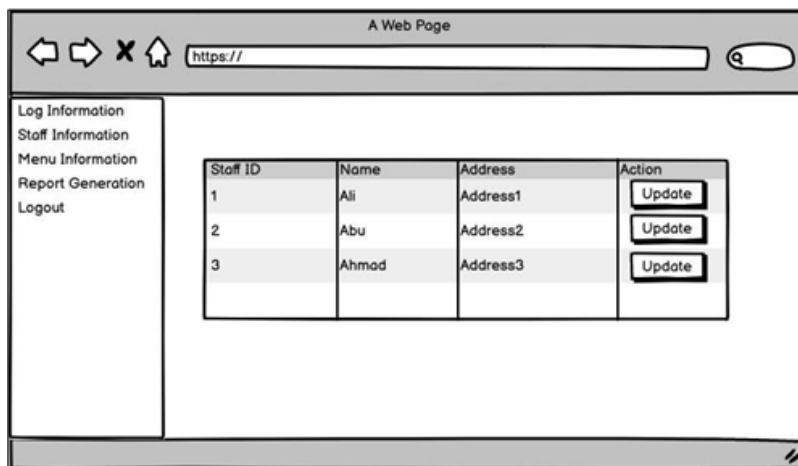 A Web Page
https://
Log Information
Staff Information
Menu Information
Report Generation
Logout
Staff ID Name Address Action
1 Ali Address1 Update
2 Abu Address2 Update
3 Ahmad Address3 Update